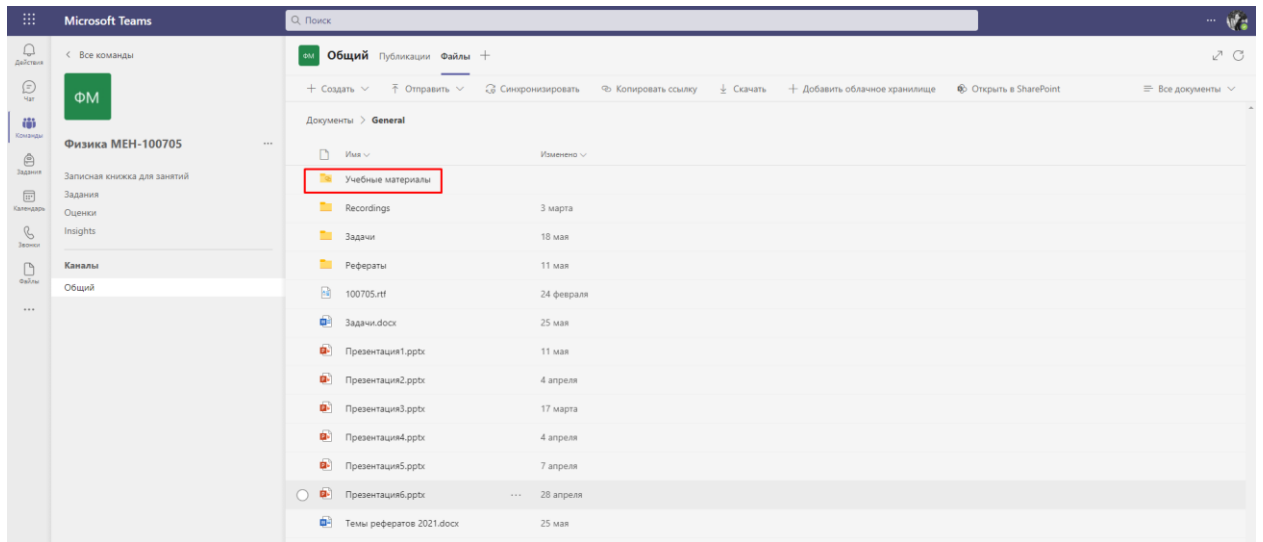 Microsoft Teams
Поиск
Действия
Чат
Команды
Задания
Календарь
Звонки
Файлы
Все команды
ФМ
Физика МЕН-100705
Записная книжка для занятий
Задания
Оценки
Insights
Каналы
Общий
ФМ Общий Публикации Файлы
Создать Отправить Синхронизировать Копировать ссылку Скачать Добавить облачное хранилище Открыть в SharePoint Все документы
Документы > General
Имя Изменено
Учебные материалы
Recordings 3 марта
Задачи 18 мая
Рефераты 11 мая
100705.rtf 24 февраля
Задачи.docx 25 мая
Презентация1.pptx 11 мая
Презентация2.pptx 4 апреля
Презентация3.pptx 17 марта
Презентация4.pptx 4 апреля
Презентация5.pptx 7 апреля
Презентация6.pptx 28 апреля
Темы рефератов 2021.docx 25 мая